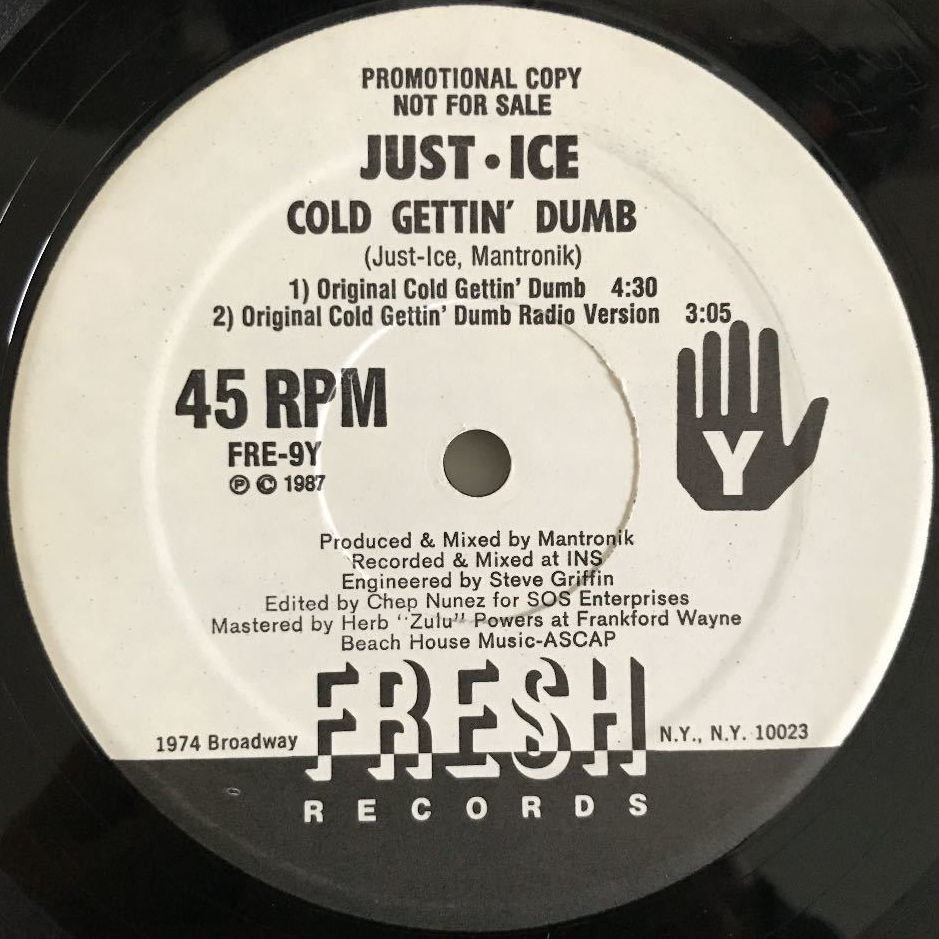 PROMOTIONAL COPY
NOT FOR SALE
JUST • ICE
COLD GETTIN' DUMB
(Just-Ice, Mantronik)
1) Original Cold Gettin' Dumb 4:30
2) Original Cold Gettin' Dumb Radio Version 3:05
45 RPM
FRE-9Y
℗ © 1987
Y
Produced & Mixed by Mantronik
Recorded & Mixed at INS
Engineered by Steve Griffin
Edited by Chep Nunez for SOS Enterprises
Mastered by Herb "Zulu" Powers at Frankford Wayne
Beach House Music-ASCAP
FRESH
1974 Broadway N.Y., N.Y. 10023
RECORDS